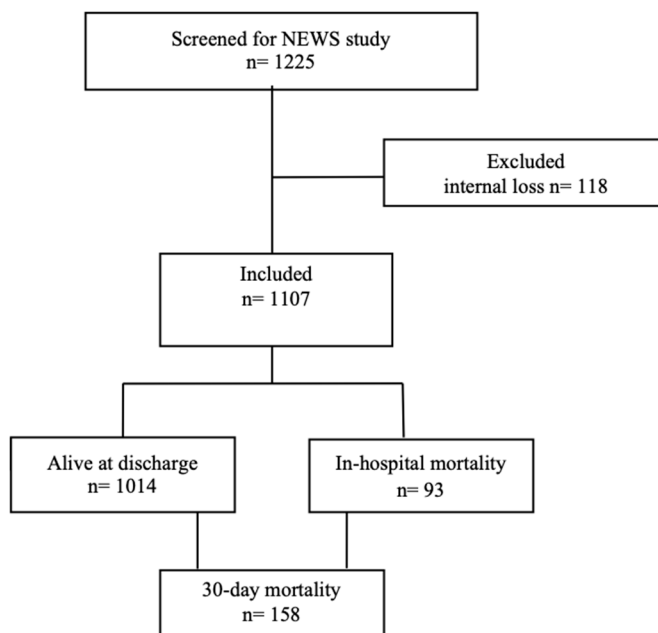 Screened for NEWS study
n= 1225
Excluded
internal loss n= 118
Included
n= 1107
Alive at discharge
n= 1014
In-hospital mortality
n= 93
30-day mortality
n= 158